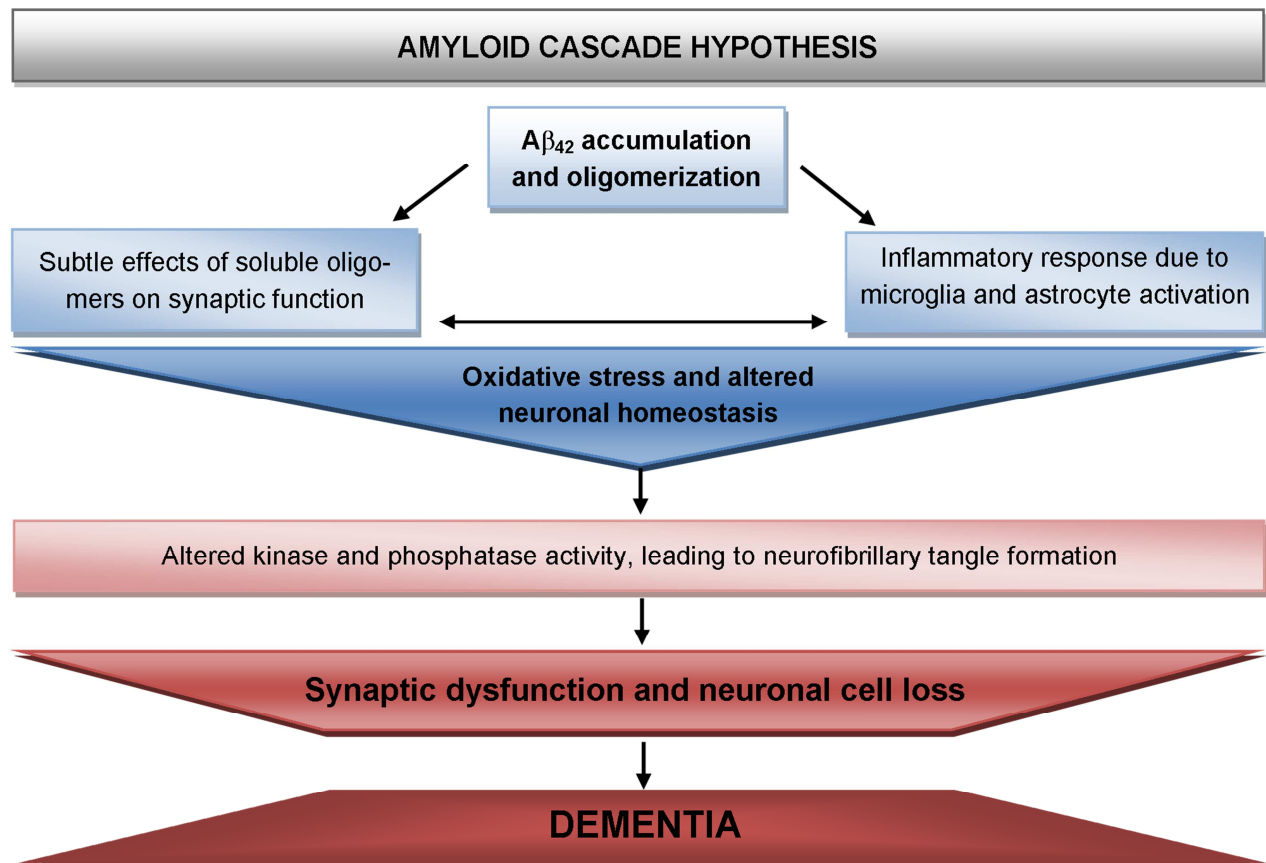 AMYLOID CASCADE HYPOTHESIS
Aβ₄₂ accumulation
and oligomerization
Subtle effects of soluble oligo-
mers on synaptic function
Inflammatory response due to
microglia and astrocyte activation
Oxidative stress and altered
neuronal homeostasis
Altered kinase and phosphatase activity, leading to neurofibrillary tangle formation
Synaptic dysfunction and neuronal cell loss
DEMENTIA